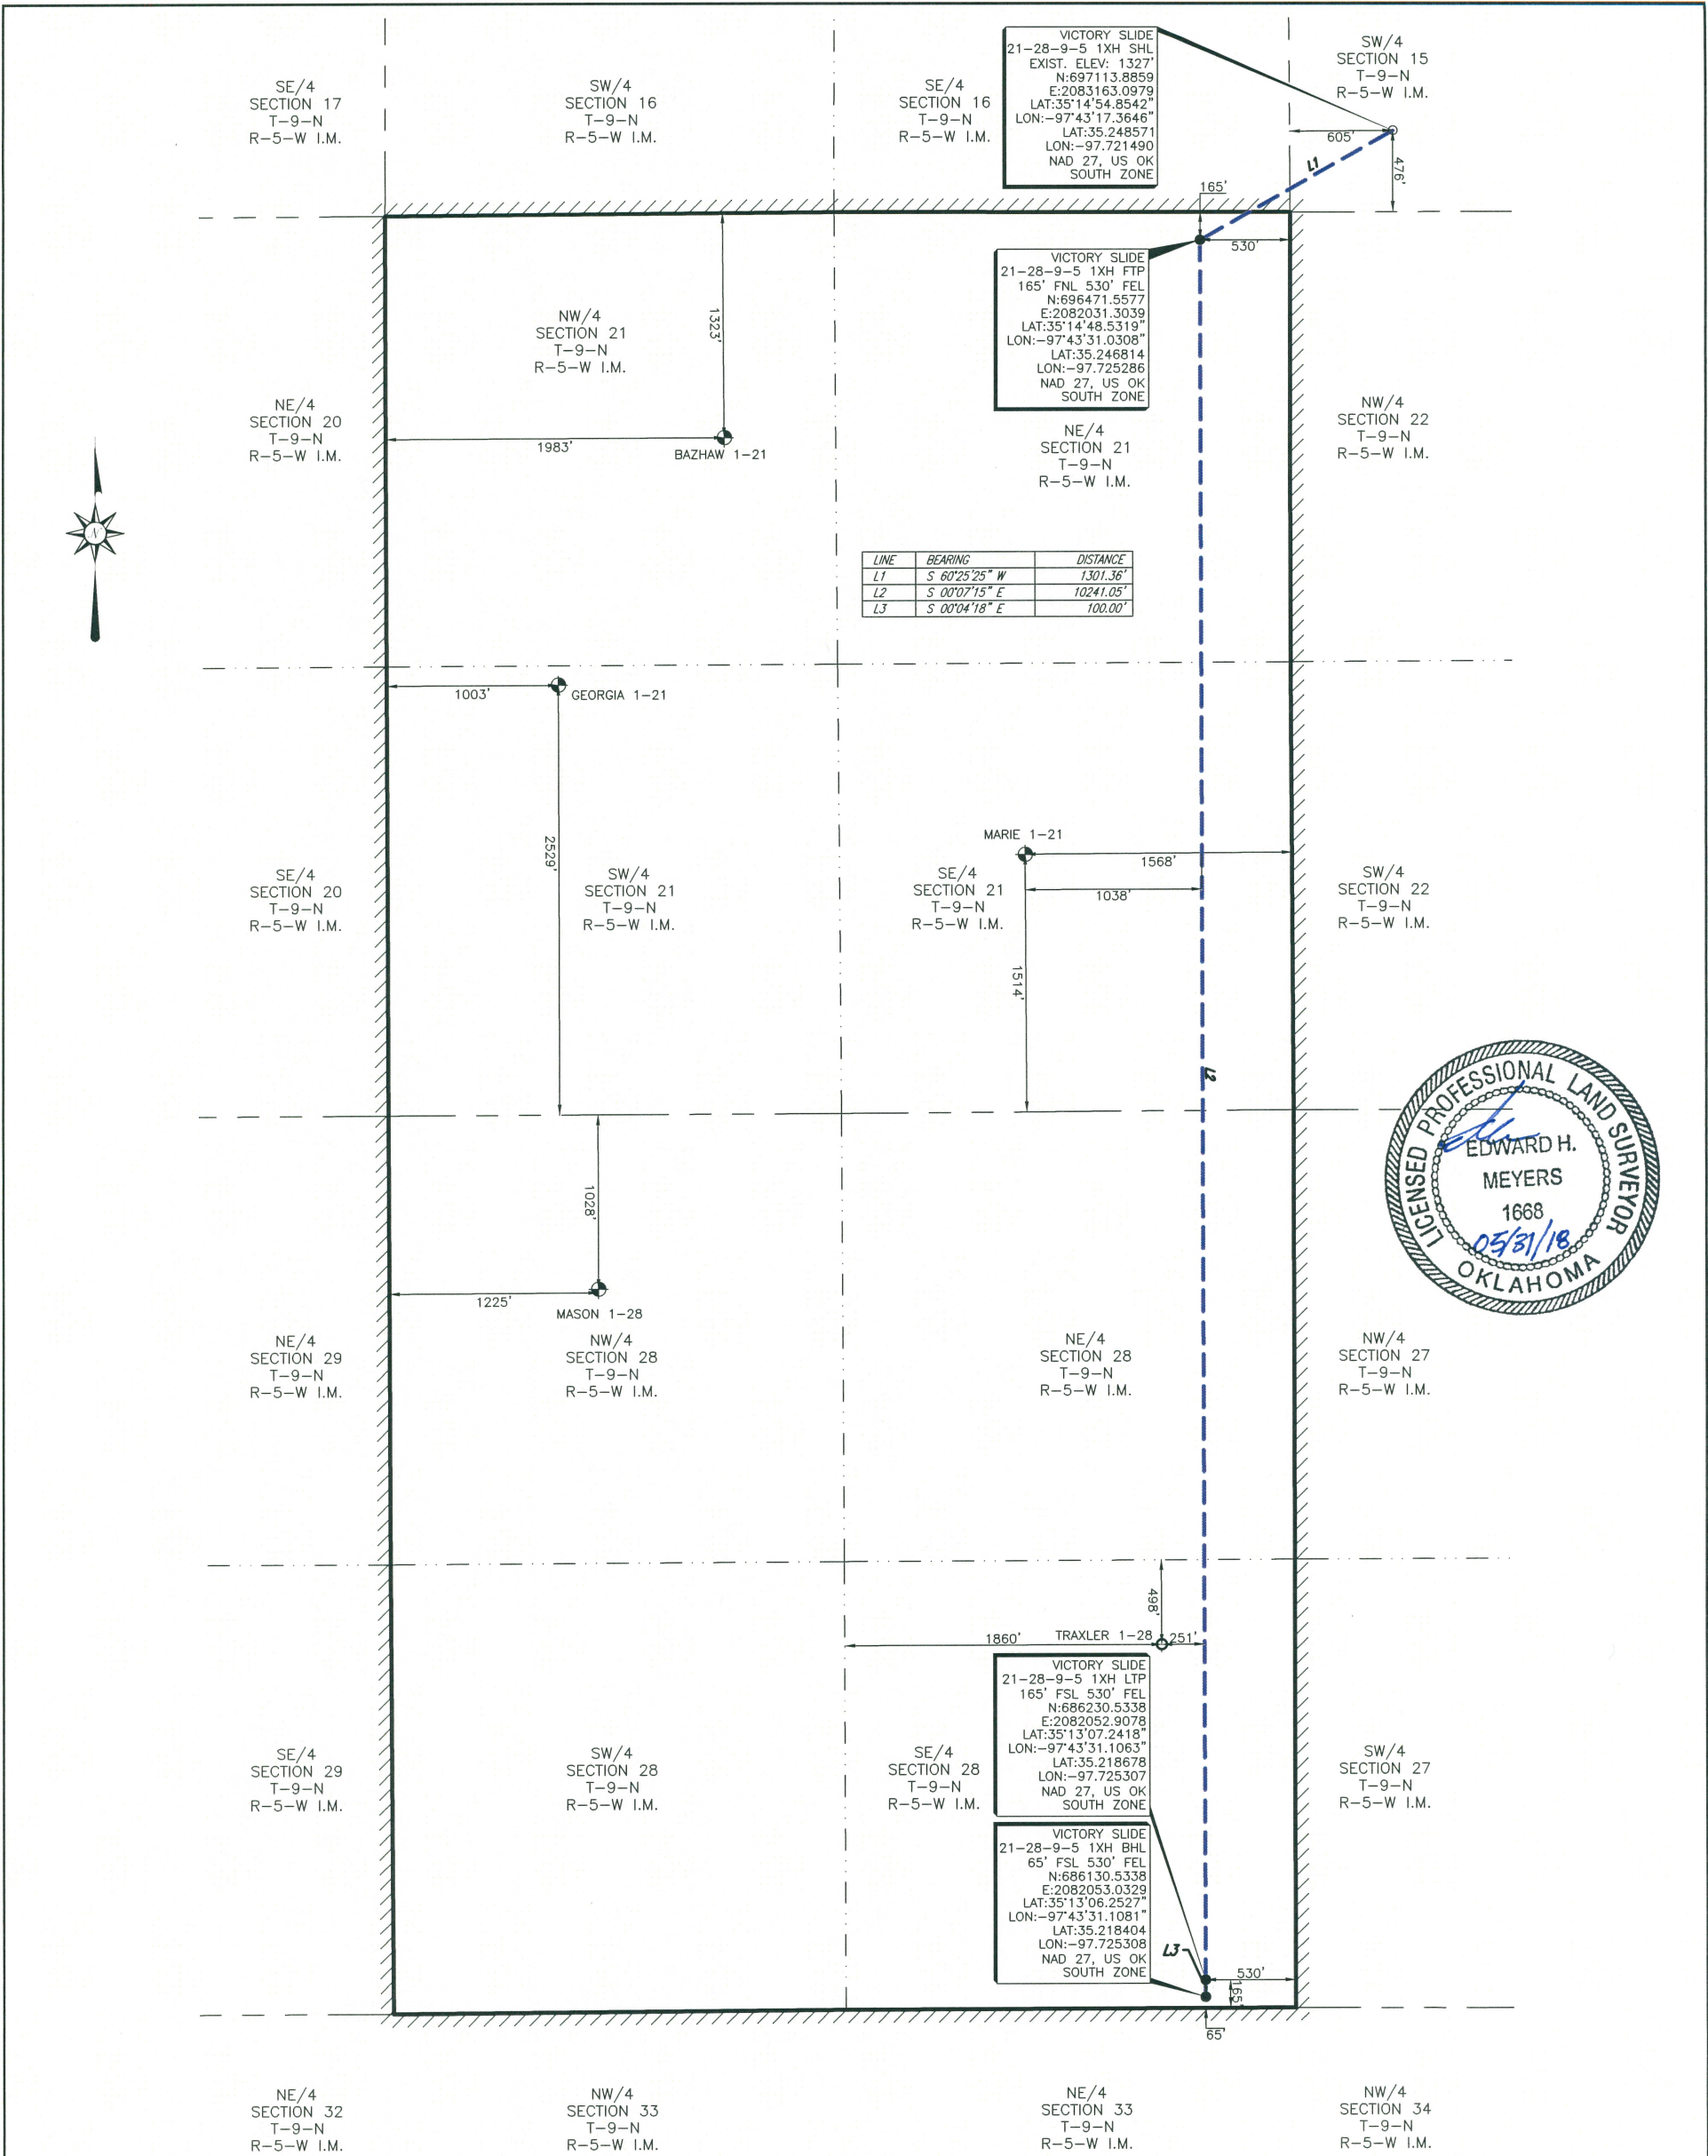 SE/4
SECTION 17
T-9-N
R-5-W I.M.
SW/4
SECTION 16
T-9-N
R-5-W I.M.
SE/4
SECTION 16
T-9-N
R-5-W I.M.
VICTORY SLIDE
21-28-9-5 1XH SHL
EXIST. ELEV: 1327'
N:697113.8859
E:2083163.0979
LAT:35°14'54.8542"
LON:-97°43'17.3646"
LAT:35.248571
LON:-97.721490
NAD 27, US OK
SOUTH ZONE
SW/4
SECTION 15
T-9-N
R-5-W I.M.
605'
476'
L1
165'
530'
VICTORY SLIDE
21-28-9-5 1XH FTP
165' FNL 530' FEL
N:696471.5577
E:2082031.3039
LAT:35°14'48.5319"
LON:-97°43'31.0308"
LAT:35.246814
LON:-97.725286
NAD 27, US OK
SOUTH ZONE
NW/4
SECTION 21
T-9-N
R-5-W I.M.
1323'
1983'
BAZHAW 1-21
NE/4
SECTION 20
T-9-N
R-5-W I.M.
NE/4
SECTION 21
T-9-N
R-5-W I.M.
NW/4
SECTION 22
T-9-N
R-5-W I.M.
N
LINE BEARING DISTANCE
L1 S 60°25'25" W 1301.36'
L2 S 00°07'15" E 10241.05'
L3 S 00°04'18" E 100.00'
1003'
GEORGIA 1-21
2529'
MARIE 1-21
1568'
1038'
1514'
SE/4
SECTION 20
T-9-N
R-5-W I.M.
SW/4
SECTION 21
T-9-N
R-5-W I.M.
SE/4
SECTION 21
T-9-N
R-5-W I.M.
SW/4
SECTION 22
T-9-N
R-5-W I.M.
L2
LICENSED PROFESSIONAL LAND SURVEYOR
EDWARD H.
MEYERS
1668
05/31/18
OKLAHOMA
1028'
1225'
MASON 1-28
NE/4
SECTION 29
T-9-N
R-5-W I.M.
NW/4
SECTION 28
T-9-N
R-5-W I.M.
NE/4
SECTION 28
T-9-N
R-5-W I.M.
NW/4
SECTION 27
T-9-N
R-5-W I.M.
498'
1860'
TRAXLER 1-28
251'
VICTORY SLIDE
21-28-9-5 1XH LTP
165' FSL 530' FEL
N:686230.5338
E:2082052.9078
LAT:35°13'07.2418"
LON:-97°43'31.1063"
LAT:35.218678
LON:-97.725307
NAD 27, US OK
SOUTH ZONE
SE/4
SECTION 29
T-9-N
R-5-W I.M.
SW/4
SECTION 28
T-9-N
R-5-W I.M.
SE/4
SECTION 28
T-9-N
R-5-W I.M.
SW/4
SECTION 27
T-9-N
R-5-W I.M.
VICTORY SLIDE
21-28-9-5 1XH BHL
65' FSL 530' FEL
N:686130.5338
E:2082053.0329
LAT:35°13'06.2527"
LON:-97°43'31.1081"
LAT:35.218404
LON:-97.725308
NAD 27, US OK
SOUTH ZONE
L3
530'
165'
65'
NE/4
SECTION 32
T-9-N
R-5-W I.M.
NW/4
SECTION 33
T-9-N
R-5-W I.M.
NE/4
SECTION 33
T-9-N
R-5-W I.M.
NW/4
SECTION 34
T-9-N
R-5-W I.M.